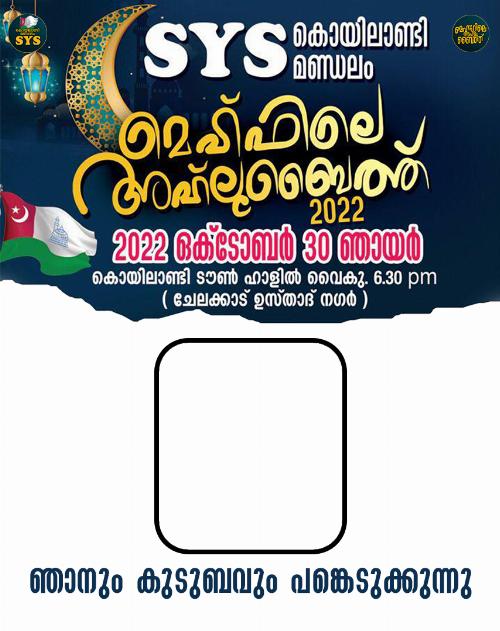 SYS
SYS കൊയിലാണ്ടി
മണ്ഡലം
മെഹ്ഫിലെ
അഹ്ലുബൈത്ത്
2022
2022 ഒക്ടോബർ 30 ഞായർ
കൊയിലാണ്ടി ടൗൺ ഹാളിൽ വൈകു. 6.30 pm
( ചേലക്കാട് ഉസ്താദ് നഗർ )
ഞാനും കുടുബവും പങ്കെടുക്കുന്നു